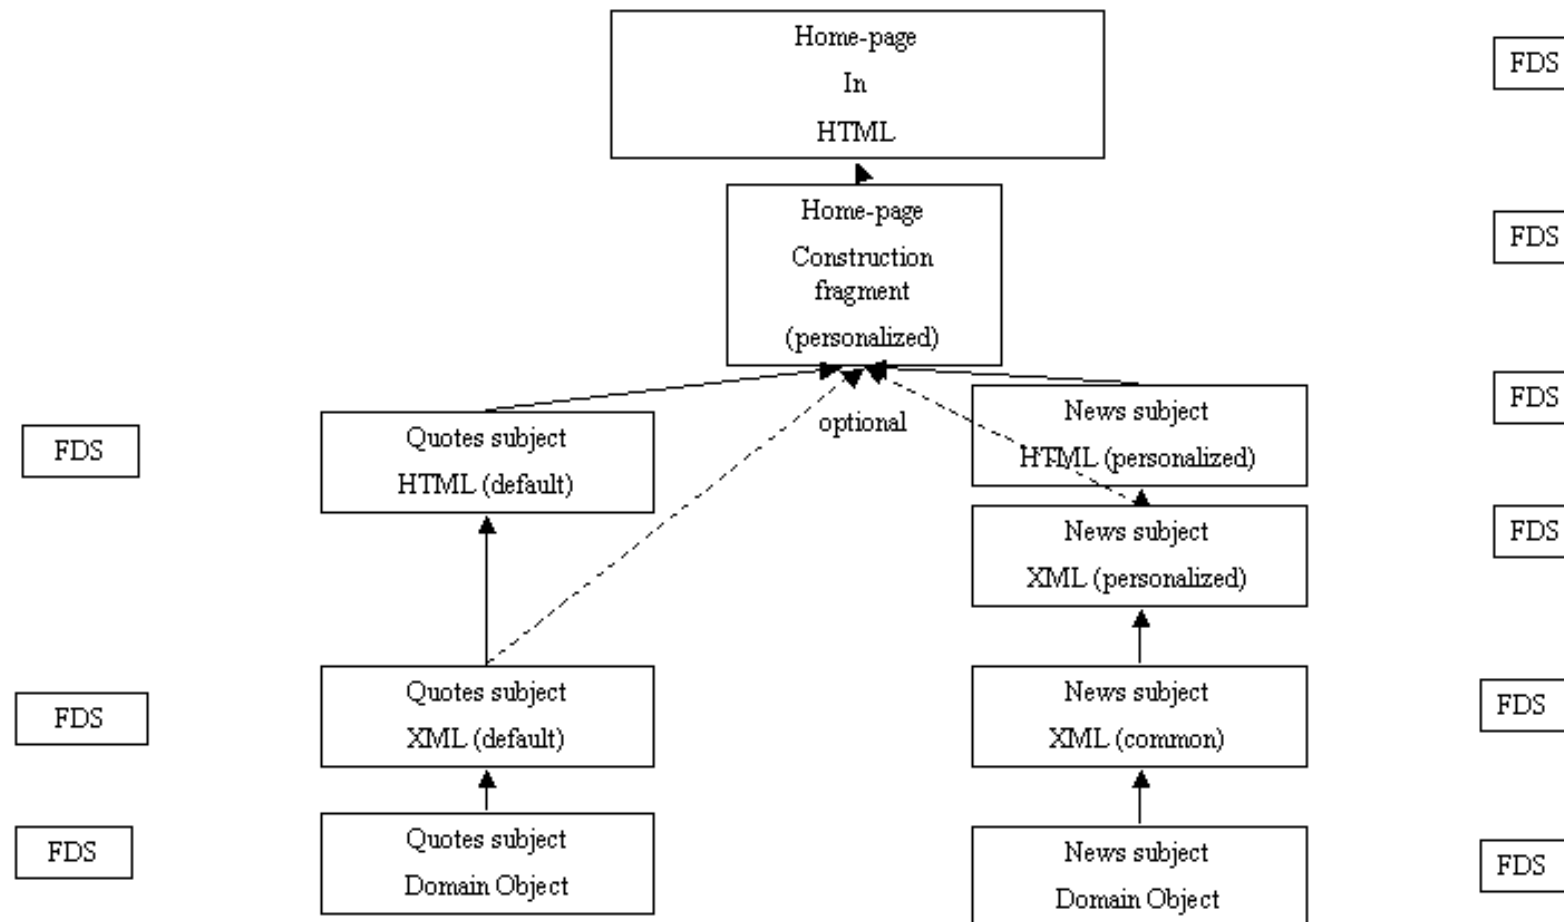 Home-page
In
HTML
FDS
Home-page
Construction
fragment
(personalized)
FDS
optional
News subject
HTML (personalized)
FDS
FDS
Quotes subject
HTML (default)
News subject
XML (personalized)
FDS
FDS
Quotes subject
XML (default)
News subject
XML (common)
FDS
FDS
Quotes subject
Domain Object
News subject
Domain Object
FDS